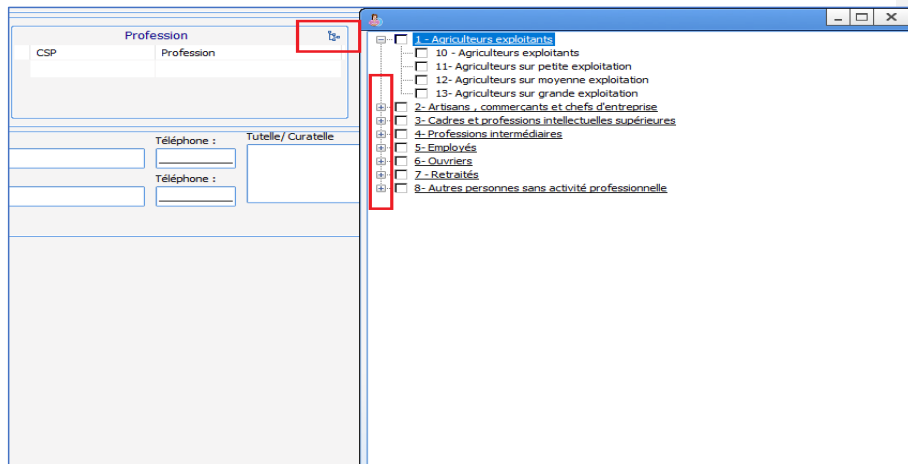 Profession
CSP Profession
Téléphone :
Tutelle/ Curatelle
Téléphone :
1 - Agriculteurs exploitants
10 - Agriculteurs exploitants
11- Agriculteurs sur petite exploitation
12- Agriculteurs sur moyenne exploitation
13- Agriculteurs sur grande exploitation
2- Artisans , commerçants et chefs d'entreprise
3- Cadres et professions intellectuelles supérieures
4- Professions intermédiaires
5- Employés
6- Ouvriers
7 - Retraités
8- Autres personnes sans activité professionnelle